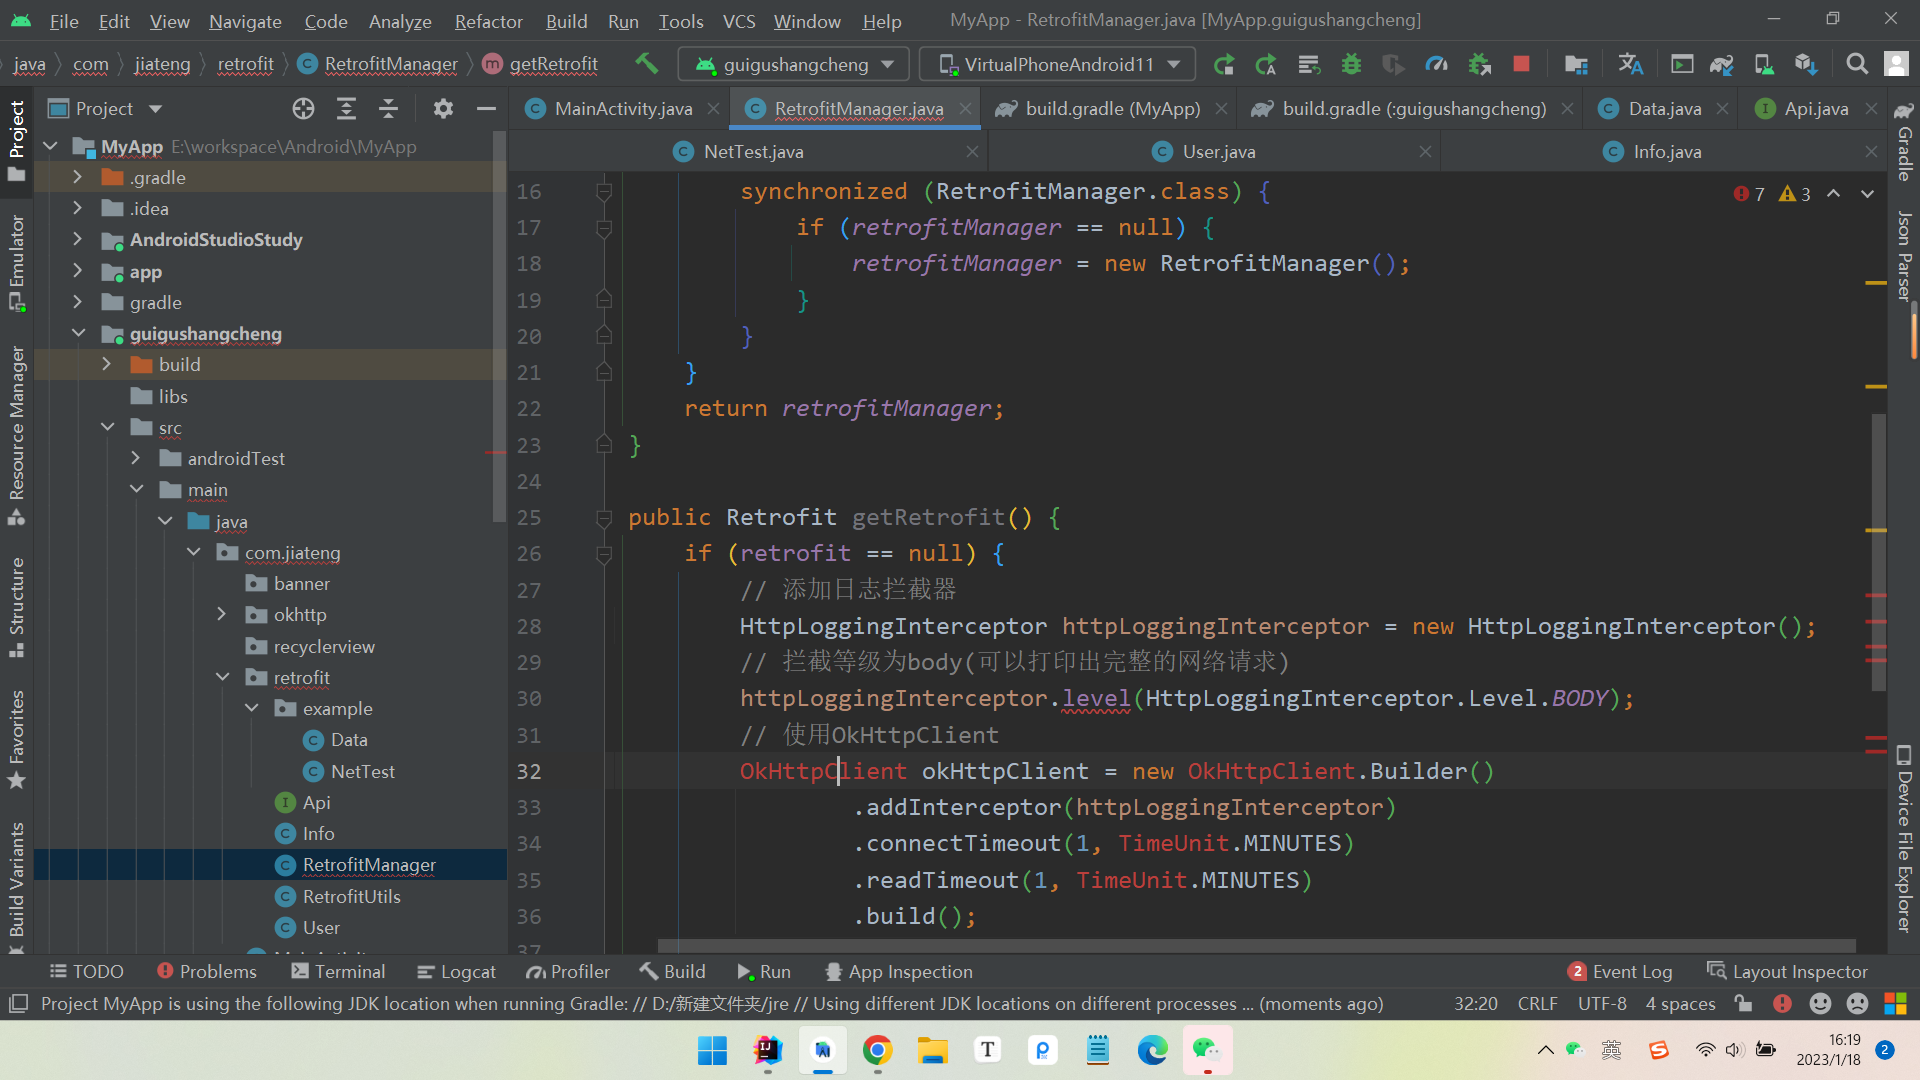 File Edit View Navigate Code Analyze Refactor Build Run Tools VCS Window Help MyApp - RetrofitManager.java [MyApp.guigushangcheng]
java com jiateng retrofit RetrofitManager getRetrofit guigushangcheng VirtualPhoneAndroid11
Project
MainActivity.java RetrofitManager.java build.gradle (MyApp) build.gradle (:guigushangcheng) Data.java Api.java
NetTest.java User.java Info.java
Project
Emulator
Resource Manager
Structure
Favorites
Build Variants
MyApp E:\workspace\Android\MyApp
.gradle
.idea
AndroidStudioStudy
app
gradle
guigushangcheng
build
libs
src
androidTest
main
java
com.jiateng
banner
okhttp
recyclerview
retrofit
example
Data
NetTest
Api
Info
RetrofitManager
RetrofitUtils
User
7 3
16 synchronized (RetrofitManager.class) {
17 if (retrofitManager == null) {
18 retrofitManager = new RetrofitManager();
19 }
20 }
21 }
22 return retrofitManager;
23 }
24
25 public Retrofit getRetrofit() {
26 if (retrofit == null) {
27 // 添加日志拦截器
28 HttpLoggingInterceptor httpLoggingInterceptor = new HttpLoggingInterceptor();
29 // 拦截等级为body(可以打印出完整的网络请求)
30 httpLoggingInterceptor.level(HttpLoggingInterceptor.Level.BODY);
31 // 使用OkHttpClient
32 OkHttpClient okHttpClient = new OkHttpClient.Builder()
33 .addInterceptor(httpLoggingInterceptor)
34 .connectTimeout(1, TimeUnit.MINUTES)
35 .readTimeout(1, TimeUnit.MINUTES)
36 .build();
37
Gradle
Json Parser
Device File Explorer
TODO Problems Terminal Logcat Profiler Build Run App Inspection 2 Event Log Layout Inspector
Project MyApp is using the following JDK location when running Gradle: // D:/新建文件夹/jre // Using different JDK locations on different processes ... (moments ago) 32:20 CRLF UTF-8 4 spaces
英
16:19
2023/1/18
2